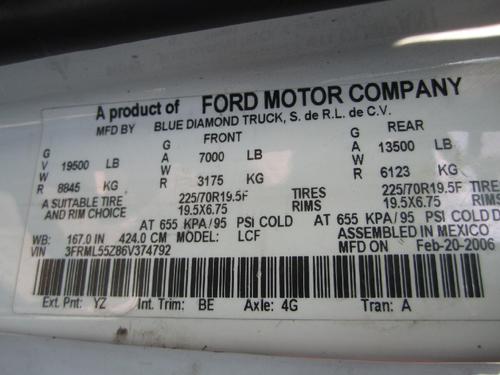 A product of FORD MOTOR COMPANY
MFD BY BLUE DIAMOND TRUCK, S. de R.L. de C.V.
FRONT REAR
G G G
V 19500 LB A 7000 LB A 13500 LB
W W W
R 8845 KG R 3175 KG R 6123 KG
A SUITABLE TIRE 225/70R19.5F TIRES 225/70R19.5F TIRES
AND RIM CHOICE 19.5X6.75 RIMS 19.5X6.75 RIMS
AT 655 KPA/95 PSI COLD AT 655 KPA/95 PSI COLD
WB: 167.0 IN 424.0 CM MODEL: LCF ASSEMBLED IN MEXICO
VIN 3FRML55Z86V374792 MFD ON Feb-20-2006
Ext. Pnt: YZ Int. Trim: BE Axle: 4G Tran: A